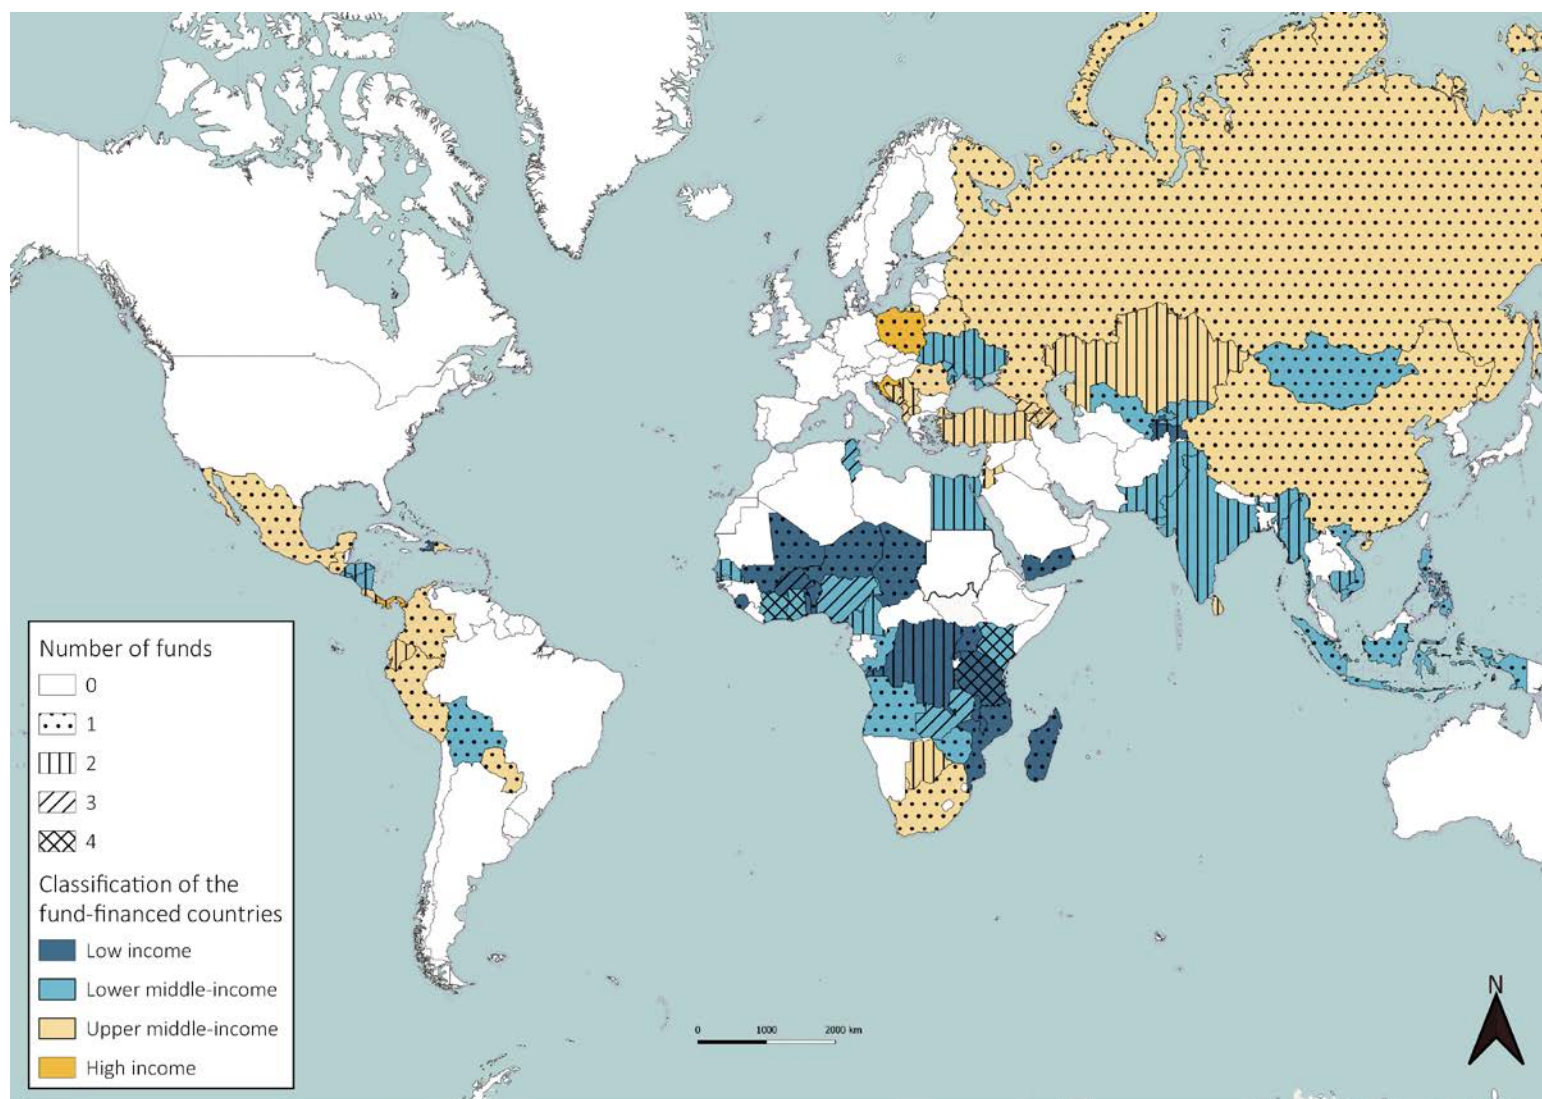 Number of funds
0
1
2
3
4
Classification of the
fund-financed countries
Low income
Lower middle-income
Upper middle-income
High income
0 1000 2000 km
N